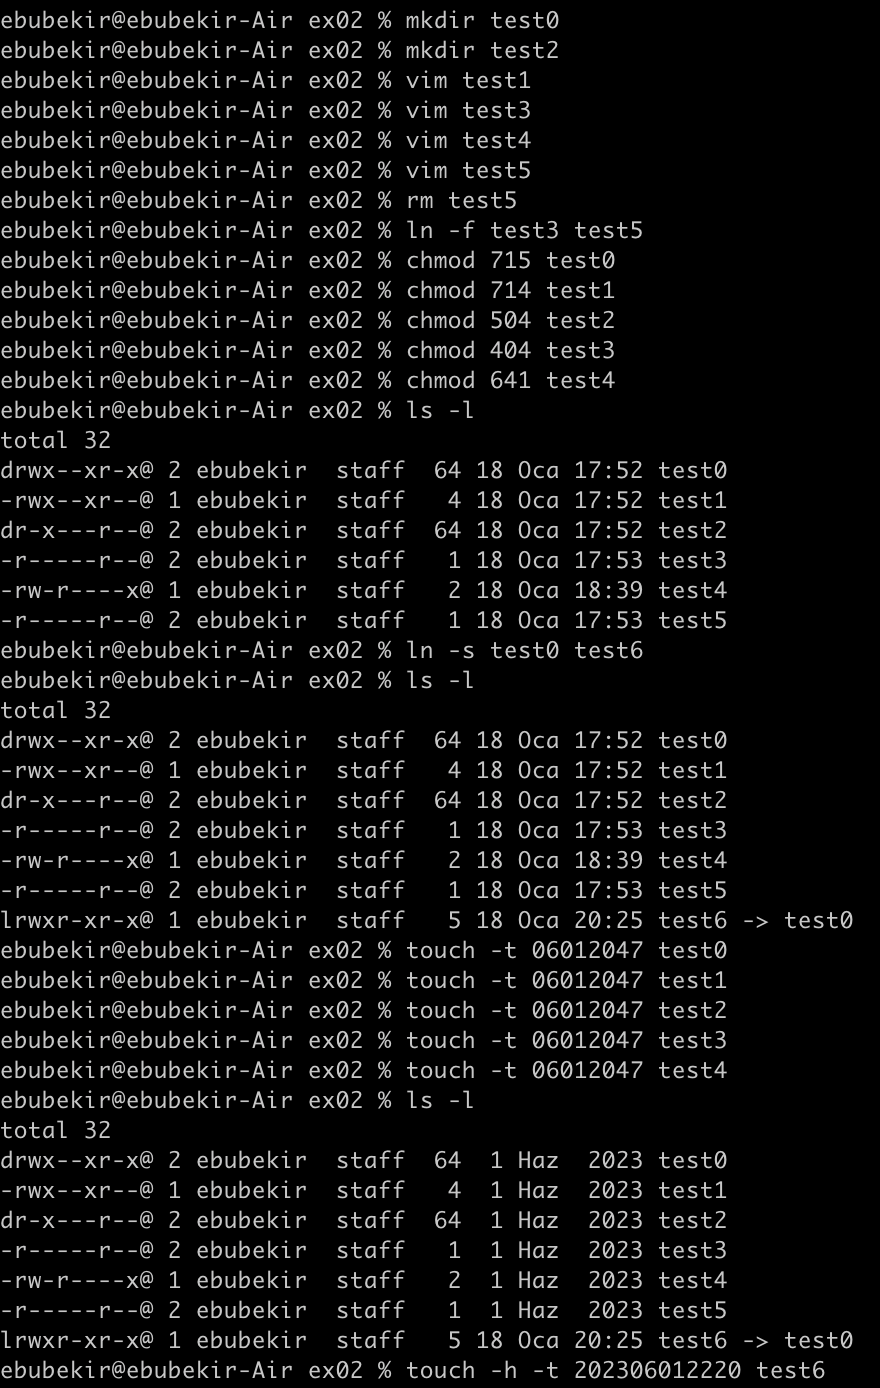 ebubekir@ebubekir-Air ex02 % mkdir test0
ebubekir@ebubekir-Air ex02 % mkdir test2
ebubekir@ebubekir-Air ex02 % vim test1
ebubekir@ebubekir-Air ex02 % vim test3
ebubekir@ebubekir-Air ex02 % vim test4
ebubekir@ebubekir-Air ex02 % vim test5
ebubekir@ebubekir-Air ex02 % rm test5
ebubekir@ebubekir-Air ex02 % ln -f test3 test5
ebubekir@ebubekir-Air ex02 % chmod 715 test0
ebubekir@ebubekir-Air ex02 % chmod 714 test1
ebubekir@ebubekir-Air ex02 % chmod 504 test2
ebubekir@ebubekir-Air ex02 % chmod 404 test3
ebubekir@ebubekir-Air ex02 % chmod 641 test4
ebubekir@ebubekir-Air ex02 % ls -l
total 32
drwx--xr-x@ 2 ebubekir  staff  64 18 Oca 17:52 test0
-rwx--xr--@ 1 ebubekir  staff   4 18 Oca 17:52 test1
dr-x---r--@ 2 ebubekir  staff  64 18 Oca 17:52 test2
-r-----r--@ 2 ebubekir  staff   1 18 Oca 17:53 test3
-rw-r----x@ 1 ebubekir  staff   2 18 Oca 18:39 test4
-r-----r--@ 2 ebubekir  staff   1 18 Oca 17:53 test5
ebubekir@ebubekir-Air ex02 % ln -s test0 test6
ebubekir@ebubekir-Air ex02 % ls -l
total 32
drwx--xr-x@ 2 ebubekir  staff  64 18 Oca 17:52 test0
-rwx--xr--@ 1 ebubekir  staff   4 18 Oca 17:52 test1
dr-x---r--@ 2 ebubekir  staff  64 18 Oca 17:52 test2
-r-----r--@ 2 ebubekir  staff   1 18 Oca 17:53 test3
-rw-r----x@ 1 ebubekir  staff   2 18 Oca 18:39 test4
-r-----r--@ 2 ebubekir  staff   1 18 Oca 17:53 test5
lrwxr-xr-x@ 1 ebubekir  staff   5 18 Oca 20:25 test6 -> test0
ebubekir@ebubekir-Air ex02 % touch -t 06012047 test0
ebubekir@ebubekir-Air ex02 % touch -t 06012047 test1
ebubekir@ebubekir-Air ex02 % touch -t 06012047 test2
ebubekir@ebubekir-Air ex02 % touch -t 06012047 test3
ebubekir@ebubekir-Air ex02 % touch -t 06012047 test4
ebubekir@ebubekir-Air ex02 % ls -l
total 32
drwx--xr-x@ 2 ebubekir  staff  64  1 Haz  2023 test0
-rwx--xr--@ 1 ebubekir  staff   4  1 Haz  2023 test1
dr-x---r--@ 2 ebubekir  staff  64  1 Haz  2023 test2
-r-----r--@ 2 ebubekir  staff   1  1 Haz  2023 test3
-rw-r----x@ 1 ebubekir  staff   2  1 Haz  2023 test4
-r-----r--@ 2 ebubekir  staff   1  1 Haz  2023 test5
lrwxr-xr-x@ 1 ebubekir  staff   5 18 Oca 20:25 test6 -> test0
ebubekir@ebubekir-Air ex02 % touch -h -t 202306012220 test6